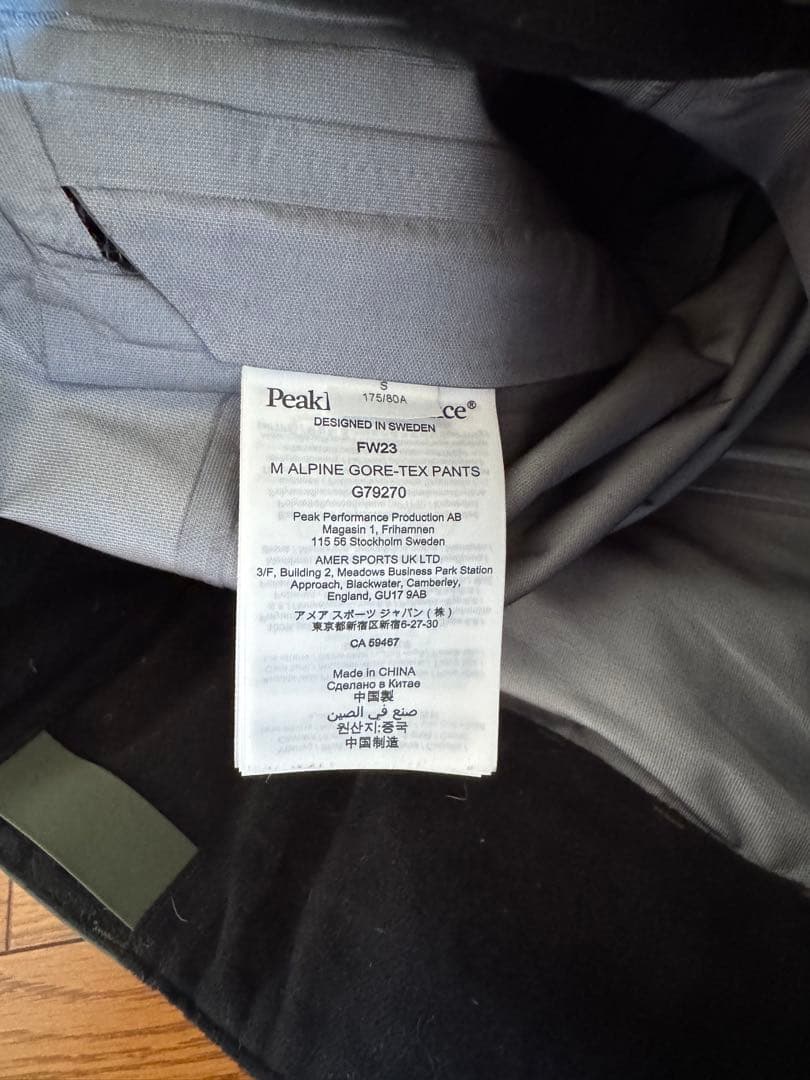 S
175/80A
Peak
ce®
DESIGNED IN SWEDEN
FW23
M ALPINE GORE-TEX PANTS
G79270
Peak Performance Production AB
Magasin 1, Frihamnen
115 56 Stockholm Sweden
AMER SPORTS UK LTD
3/F, Building 2, Meadows Business Park Station
Approach, Blackwater, Camberley,
England, GU17 9AB
アメア スポーツ ジャパン ( 株 )
東京都新宿区新宿6-27-30
CA 59467
Made in CHINA
Сделано в Китае
中国製
صنع في الصين
원산지:중국
中国制造